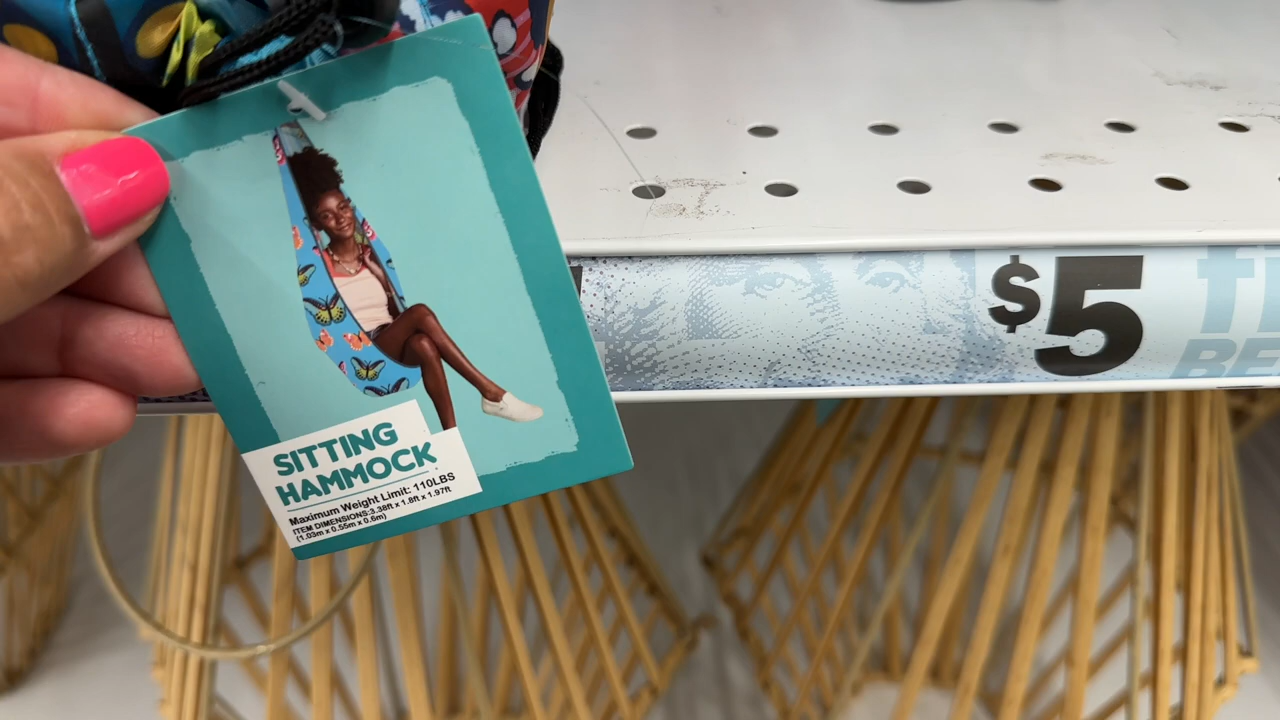 SITTING
HAMMOCK
Maximum Weight Limit: 110LBS
ITEM DIMENSIONS:3.38ft x 1.8ft x 1.97ft
(1.03m x 0.55m x 0.6m)
$5